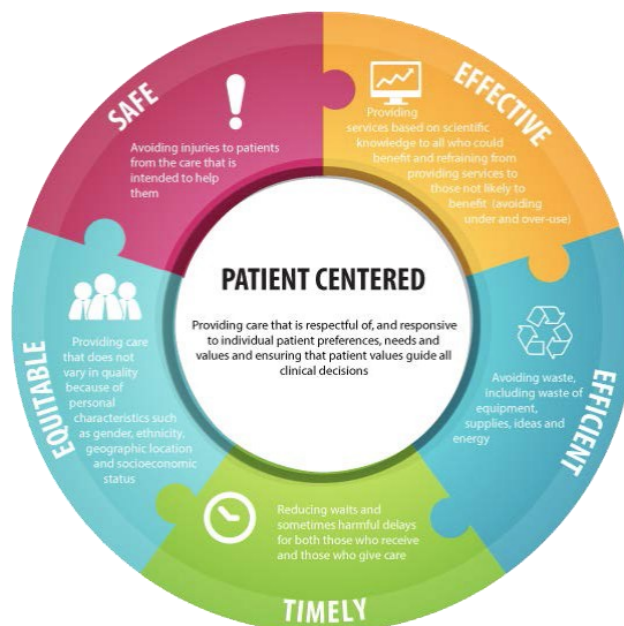 SAFE
Avoiding injuries to patients
from the care that is
intended to help
them
EFFECTIVE
Providing
services based on scientific
knowledge to all who could
benefit and refraining from
providing services to
those not likely to
benefit (avoiding
under and over-use)
PATIENT CENTERED
Providing care that is respectful of, and responsive
to individual patient preferences, needs and
values and ensuring that patient values guide all
clinical decisions
EQUITABLE
Providing care
that does not
vary in quality
because of
personal
characteristics such
as gender, ethnicity,
geographic location
and socioeconomic
status
EFFICIENT
Avoiding waste,
including waste of
equipment,
supplies, ideas and
energy
Reducing waits and
sometimes harmful delays
for both those who receive
and those who give care
TIMELY